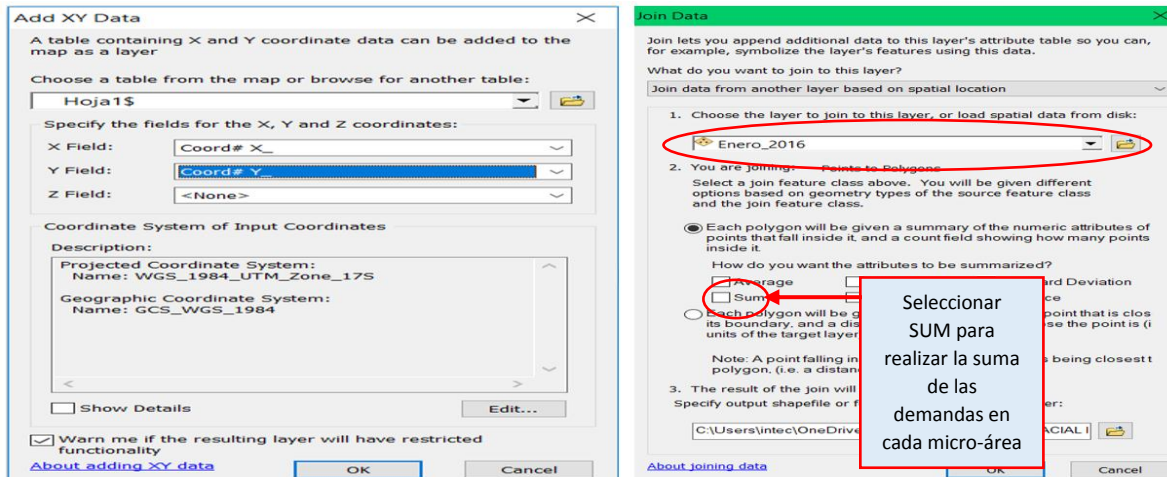 Add XY Data
A table containing X and Y coordinate data can be added to the
map as a layer
Choose a table from the map or browse for another table:
Hoja1$
Specify the fields for the X, Y and Z coordinates:
X Field: Coord# X_
Y Field: Coord# Y_
Z Field: <None>
Coordinate System of Input Coordinates
Description:
Projected Coordinate System:
Name: WGS_1984_UTM_Zone_17S
Geographic Coordinate System:
Name: GCS_WGS_1984
Show Details
Edit...
Warn me if the resulting layer will have restricted
functionality
About adding XY data
OK
Cancel
Join Data
Join lets you append additional data to this layer's attribute table so you can,
for example, symbolize the layer's features using this data.
What do you want to join to this layer?
Join data from another layer based on spatial location
1. Choose the layer to join to this layer, or load spatial data from disk:
Enero_2016
2. You are joining: Points to Polygons
Select a join feature class above. You will be given different
options based on geometry types of the source feature class
and the join feature class.
Each polygon will be given a summary of the numeric attributes of
points that fall inside it, and a count field showing how many points
inside it.
How do you want the attributes to be summarized?
Average
rd Deviation
Sum
ce
Each polygon will be g
point that is clos
its boundary, and a dis
se the point is (i
units of the target layer
Note: A point falling in
s being closest t
polygon, (i.e. a distan
3. The result of the join will
Specify output shapefile or f
er:
C:\Users\intec\OneDrive
CIAL I
About joining data
OK
Cancel
Seleccionar
SUM para
realizar la suma
de las
demandas en
cada micro-área